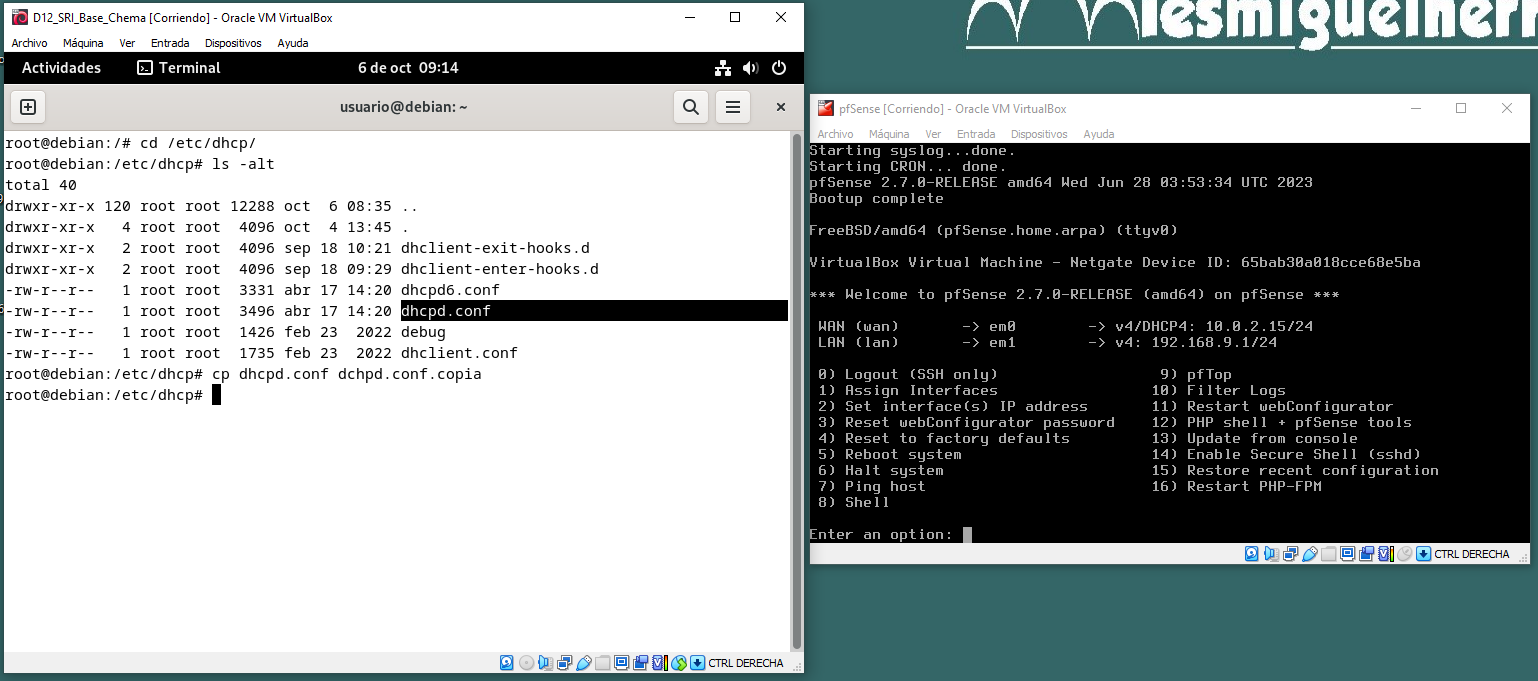 D12_SRI_Base_Chema [Corriendo] - Oracle VM VirtualBox
Archivo Máquina Ver Entrada Dispositivos Ayuda
Actividades Terminal 6 de oct 09:14
usuario@debian: ~
root@debian:/# cd /etc/dhcp/
root@debian:/etc/dhcp# ls -alt
total 40
drwxr-xr-x 120 root root 12288 oct  6 08:35 ..
drwxr-xr-x   4 root root  4096 oct  4 13:45 .
drwxr-xr-x   2 root root  4096 sep 18 10:21 dhclient-exit-hooks.d
drwxr-xr-x   2 root root  4096 sep 18 09:29 dhclient-enter-hooks.d
-rw-r--r--   1 root root  3331 abr 17 14:20 dhcpd6.conf
-rw-r--r--   1 root root  3496 abr 17 14:20 dhcpd.conf
-rw-r--r--   1 root root  1426 feb 23  2022 debug
-rw-r--r--   1 root root  1735 feb 23  2022 dhclient.conf
root@debian:/etc/dhcp# cp dhcpd.conf dchpd.conf.copia
root@debian:/etc/dhcp#
CTRL DERECHA
pfSense [Corriendo] - Oracle VM VirtualBox
Archivo Máquina Ver Entrada Dispositivos Ayuda
Starting syslog...done.
Starting CRON... done.
pfSense 2.7.0-RELEASE amd64 Wed Jun 28 03:53:34 UTC 2023
Bootup complete
FreeBSD/amd64 (pfSense.home.arpa) (ttyv0)
VirtualBox Virtual Machine - Netgate Device ID: 65bab30a018cce68e5ba
*** Welcome to pfSense 2.7.0-RELEASE (amd64) on pfSense ***
WAN (wan)       -> em0        -> v4/DHCP4: 10.0.2.15/24
LAN (lan)       -> em1        -> v4: 192.168.9.1/24
0) Logout (SSH only)                  9) pfTop
1) Assign Interfaces                 10) Filter Logs
2) Set interface(s) IP address       11) Restart webConfigurator
3) Reset webConfigurator password    12) PHP shell + pfSense tools
4) Reset to factory defaults         13) Update from console
5) Reboot system                     14) Enable Secure Shell (sshd)
6) Halt system                       15) Restore recent configuration
7) Ping host                         16) Restart PHP-FPM
8) Shell
Enter an option:
CTRL DERECHA